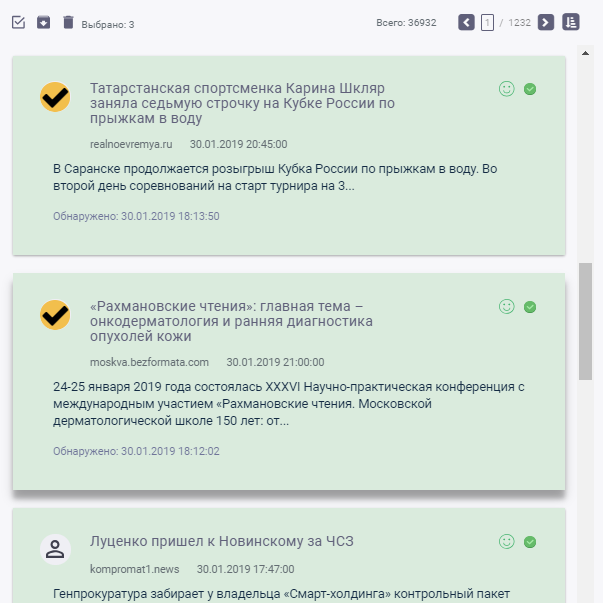 Выбрано: 3
Всего: 36932
1 / 1232
Татарстанская спортсменка Карина Шкляр
заняла седьмую строчку на Кубке России по
прыжкам в воду
realnoevremya.ru 30.01.2019 20:45:00
В Саранске продолжается розыгрыш Кубка России по прыжкам в воду. Во
второй день соревнований на старт турнира на 3...
Обнаружено: 30.01.2019 18:13:50
«Рахмановские чтения»: главная тема –
онкодерматология и ранняя диагностика
опухолей кожи
moskva.bezformata.com 30.01.2019 21:00:00
24-25 января 2019 года состоялась XXXVI Научно-практическая конференция с
международным участием «Рахмановские чтения. Московской
дерматологической школе 150 лет: от...
Обнаружено: 30.01.2019 18:12:02
Луценко пришел к Новинскому за ЧСЗ
kompromat1.news 30.01.2019 17:47:00
Генпрокуратура забирает у владельца «Смарт-холдинга» контрольный пакет